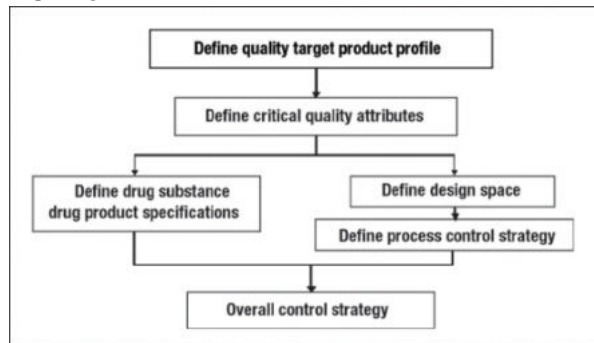 Define quality target product profile
Define critical quality attributes
Define drug substance
drug product specifications
Define design space
Define process control strategy
Overall control strategy